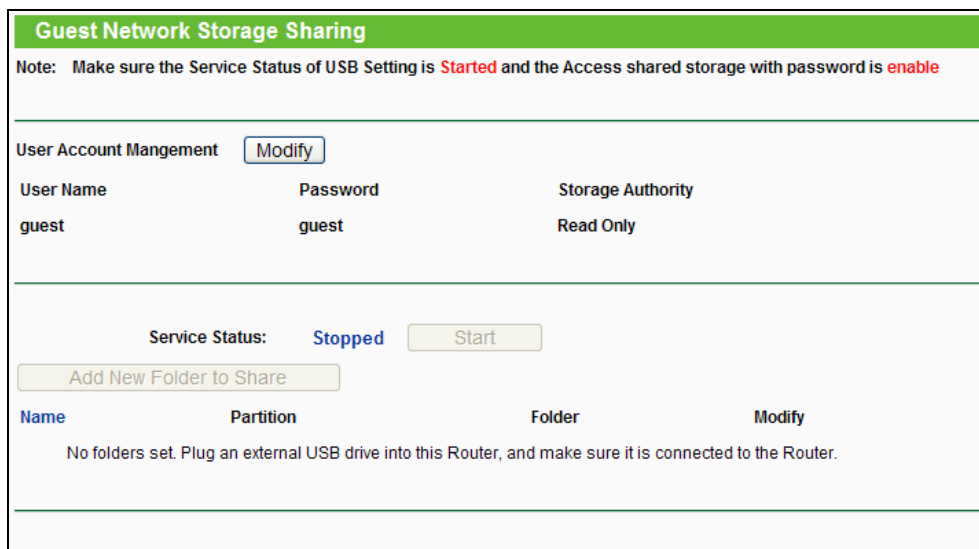 Guest Network Storage Sharing
Note: Make sure the Service Status of USB Setting is Started and the Access shared storage with password is enable
User Account Mangement Modify
User Name Password Storage Authority
guest guest Read Only
Service Status: Stopped Start
Add New Folder to Share
Name Partition Folder Modify
No folders set. Plug an external USB drive into this Router, and make sure it is connected to the Router.